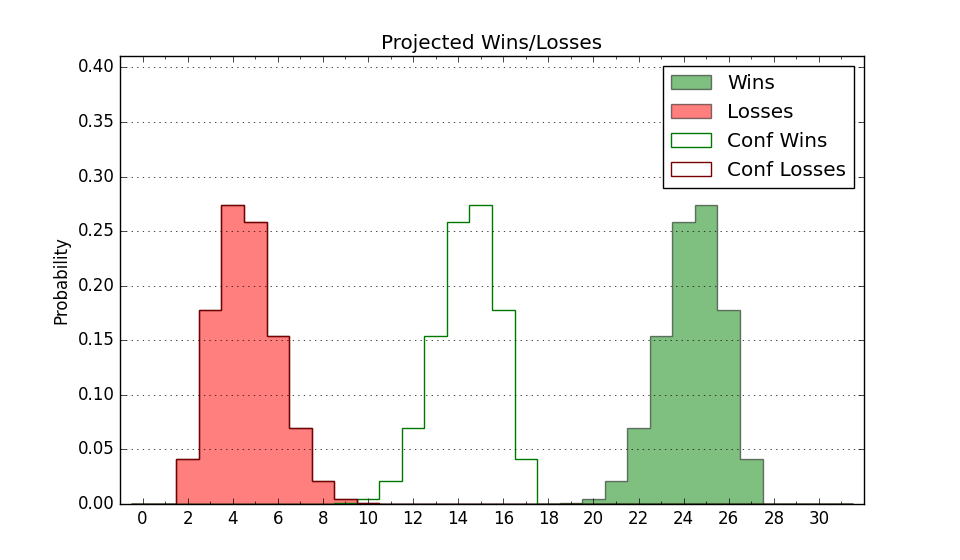 Projected Wins/Losses
Wins
Losses
Conf Wins
Conf Losses
Probability
0.40
0.35
0.30
0.25
0.20
0.15
0.10
0.05
0.00
0 2 4 6 8 10 12 14 16 18 20 22 24 26 28 30